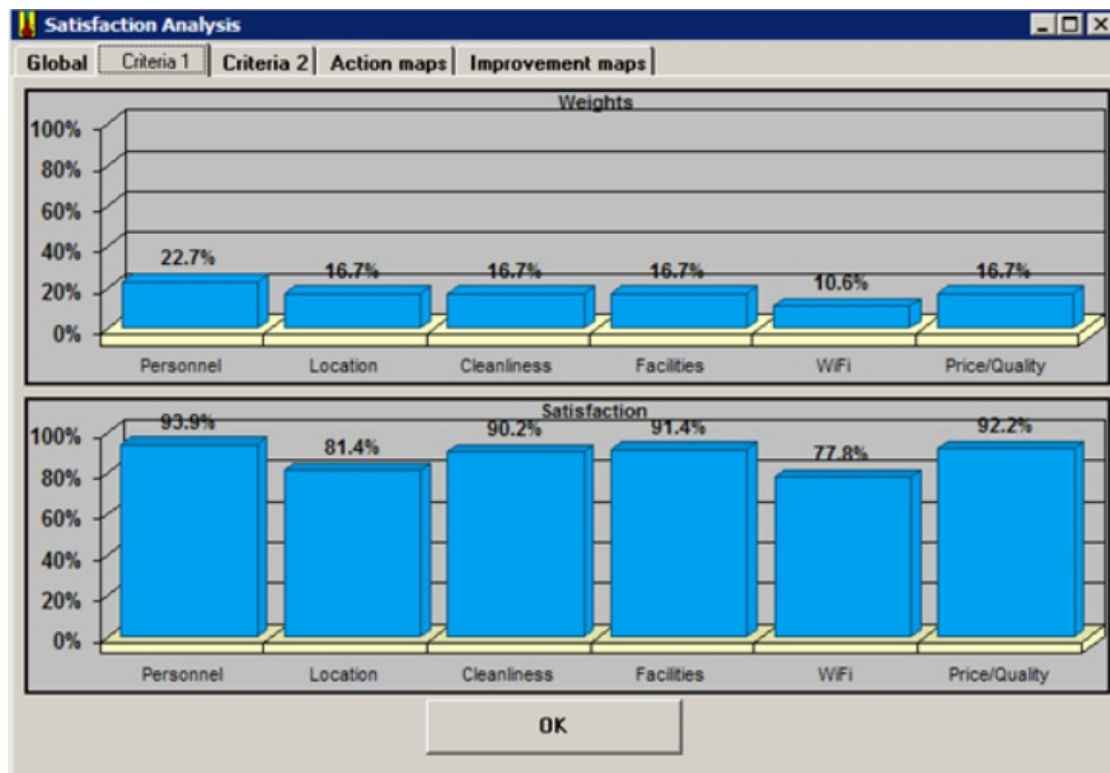 Satisfaction Analysis
Global Criteria 1 Criteria 2 Action maps Improvement maps
Weights
100%
80%
60%
40%
20%
0%
22.7% 16.7% 16.7% 16.7% 10.6% 16.7%
Personnel Location Cleanliness Facilities WiFi Price/Quality
Satisfaction
100%
80%
60%
40%
20%
0%
93.9% 81.4% 90.2% 91.4% 77.8% 92.2%
Personnel Location Cleanliness Facilities WiFi Price/Quality
OK